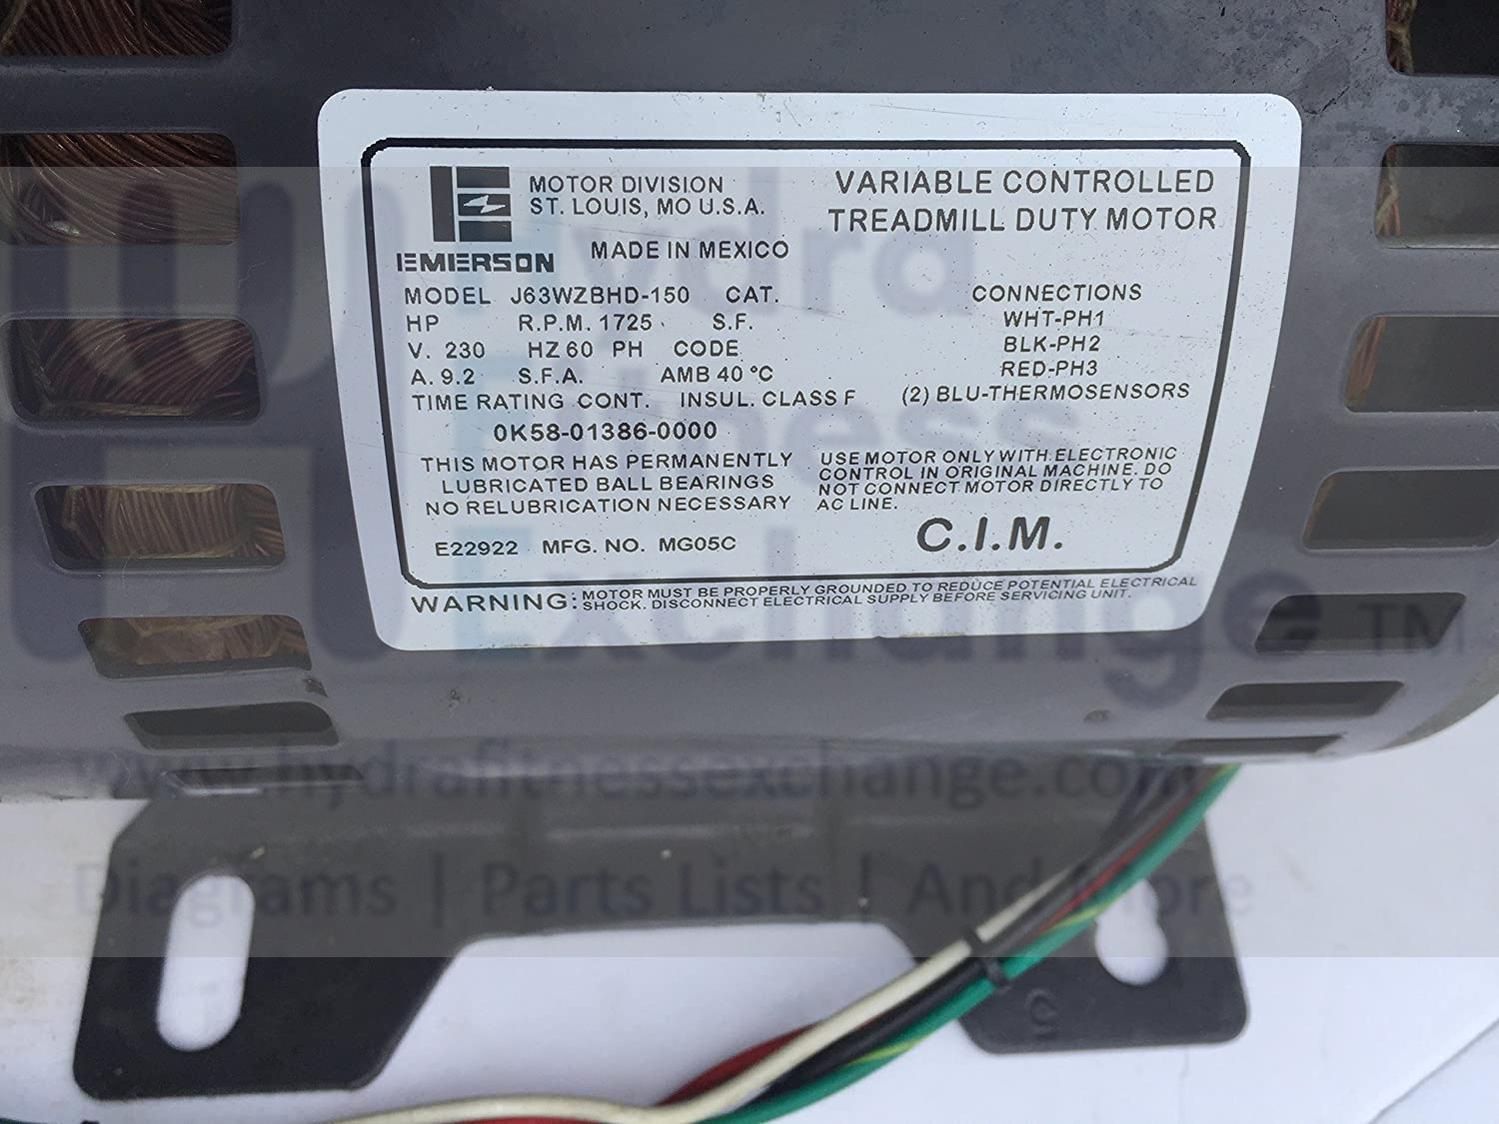 MOTOR DIVISION
ST. LOUIS, MO U.S.A.
EMERSON
MADE IN MEXICO
VARIABLE CONTROLLED
TREADMILL DUTY MOTOR
MODEL J63WZBHD-150 CAT.
HP R.P.M. 1725 S.F.
V. 230 HZ 60 PH CODE
A. 9.2 S.F.A. AMB 40 °C
TIME RATING CONT. INSUL. CLASS F
0K58-01386-0000
CONNECTIONS
WHT-PH1
BLK-PH2
RED-PH3
(2) BLU-THERMOSENSORS
THIS MOTOR HAS PERMANENTLY
LUBRICATED BALL BEARINGS
NO RELUBRICATION NECESSARY
USE MOTOR ONLY WITH ELECTRONIC
CONTROL IN ORIGINAL MACHINE. DO
NOT CONNECT MOTOR DIRECTLY TO
AC LINE.
E22922 MFG. NO. MG05C
C.I.M.
WARNING: MOTOR MUST BE PROPERLY GROUNDED TO REDUCE POTENTIAL ELECTRICAL
SHOCK. DISCONNECT ELECTRICAL SUPPLY BEFORE SERVICING UNIT.
Hydra
Fitness
Exchange TM
www.hydrafitnessexchange.com
Diagrams | Parts Lists | And More